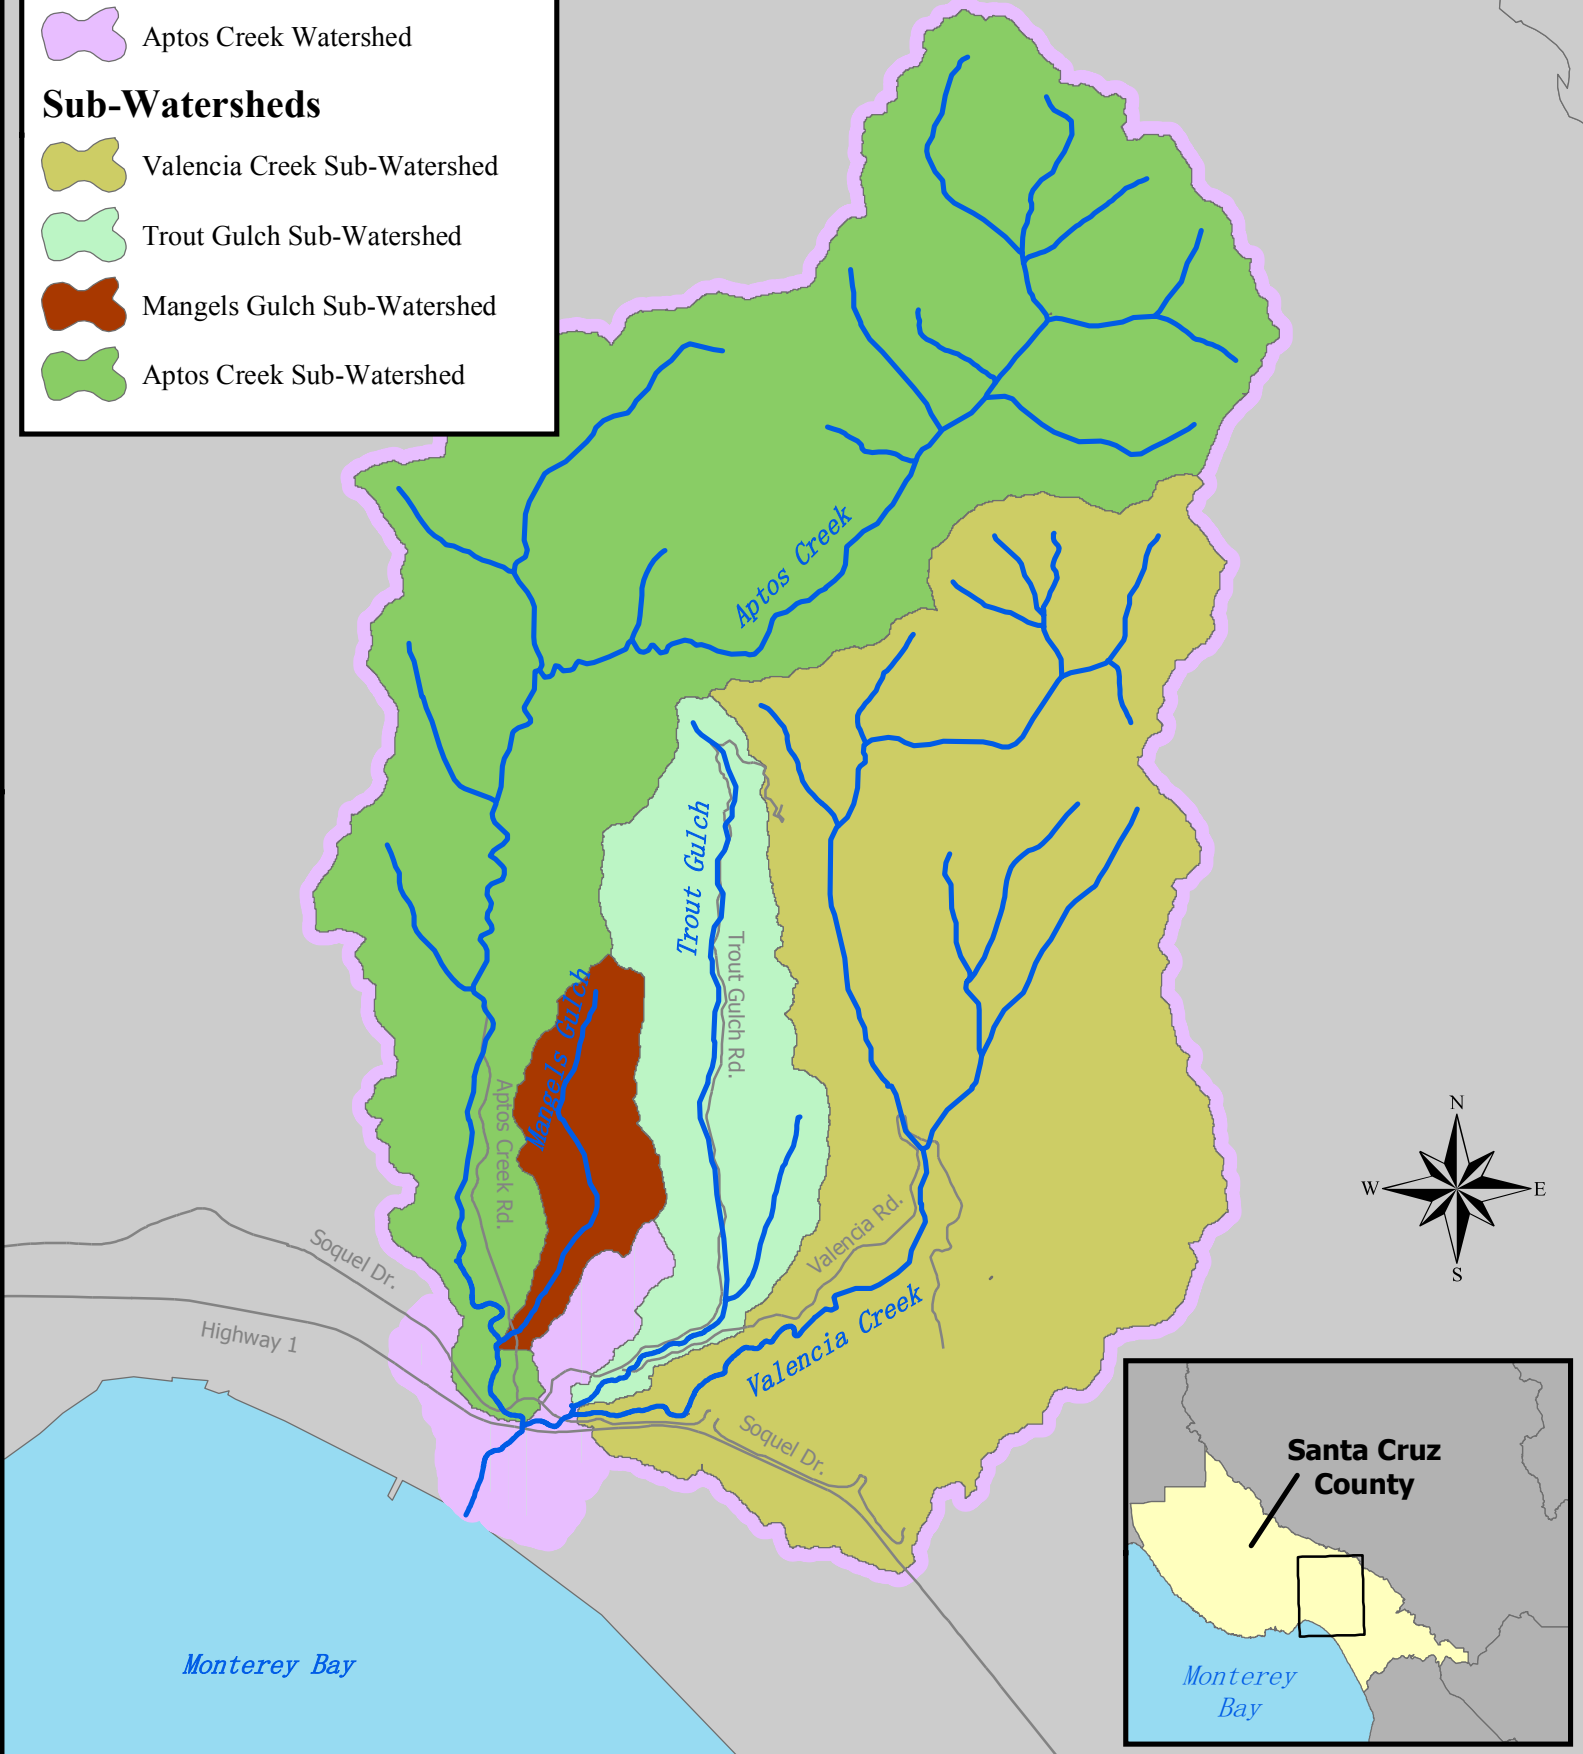 Aptos Creek Watershed
Sub-Watersheds
Valencia Creek Sub-Watershed
Trout Gulch Sub-Watershed
Mangels Gulch Sub-Watershed
Aptos Creek Sub-Watershed
Aptos Creek
Trout Gulch
Trout Gulch Rd.
Mangels Gulch
Aptos Creek Rd.
Valencia Rd.
Valencia Creek
Soquel Dr.
Highway 1
Soquel Dr.
Monterey Bay
N
W
E
S
Santa Cruz
County
Monterey
Bay